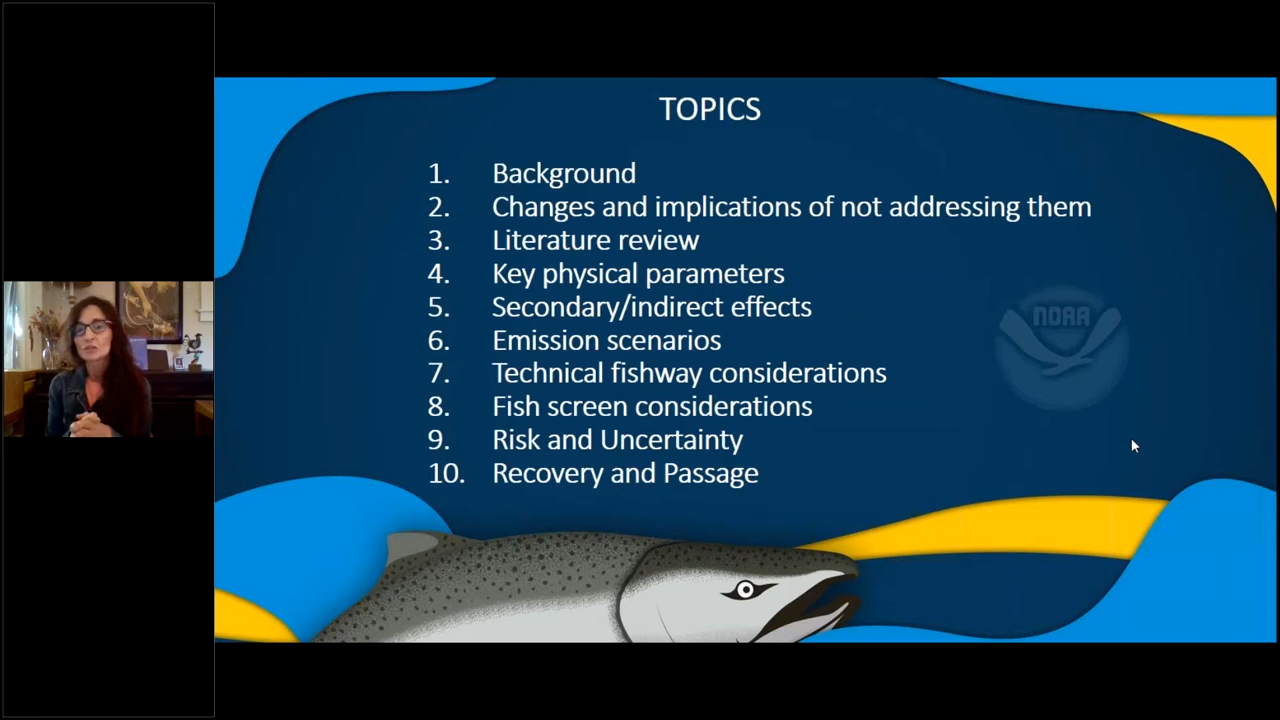 TOPICS
1. Background
2. Changes and implications of not addressing them
3. Literature review
4. Key physical parameters
5. Secondary/indirect effects
6. Emission scenarios
7. Technical fishway considerations
8. Fish screen considerations
9. Risk and Uncertainty
10. Recovery and Passage
NOAA